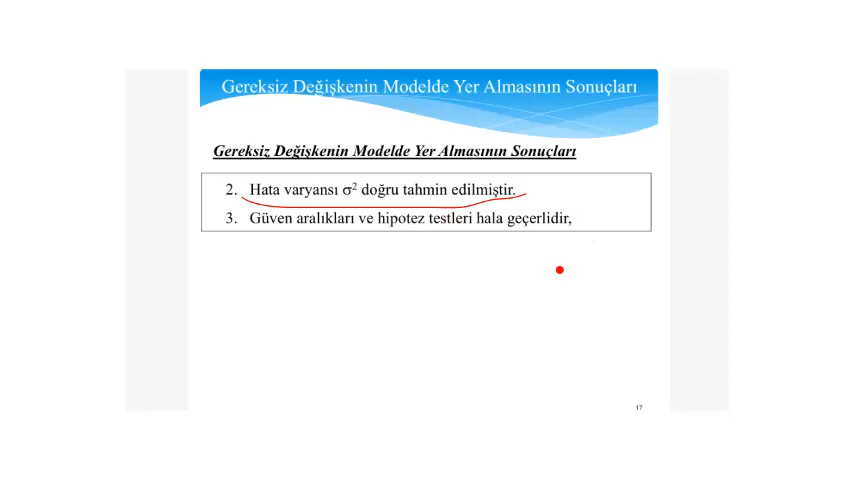 Gereksiz Değişkenin Modelde Yer Almasının Sonuçları
Gereksiz Değişkenin Modelde Yer Almasının Sonuçları
2. Hata varyansı σ² doğru tahmin edilmiştir.
3. Güven aralıkları ve hipotez testleri hala geçerlidir,
17